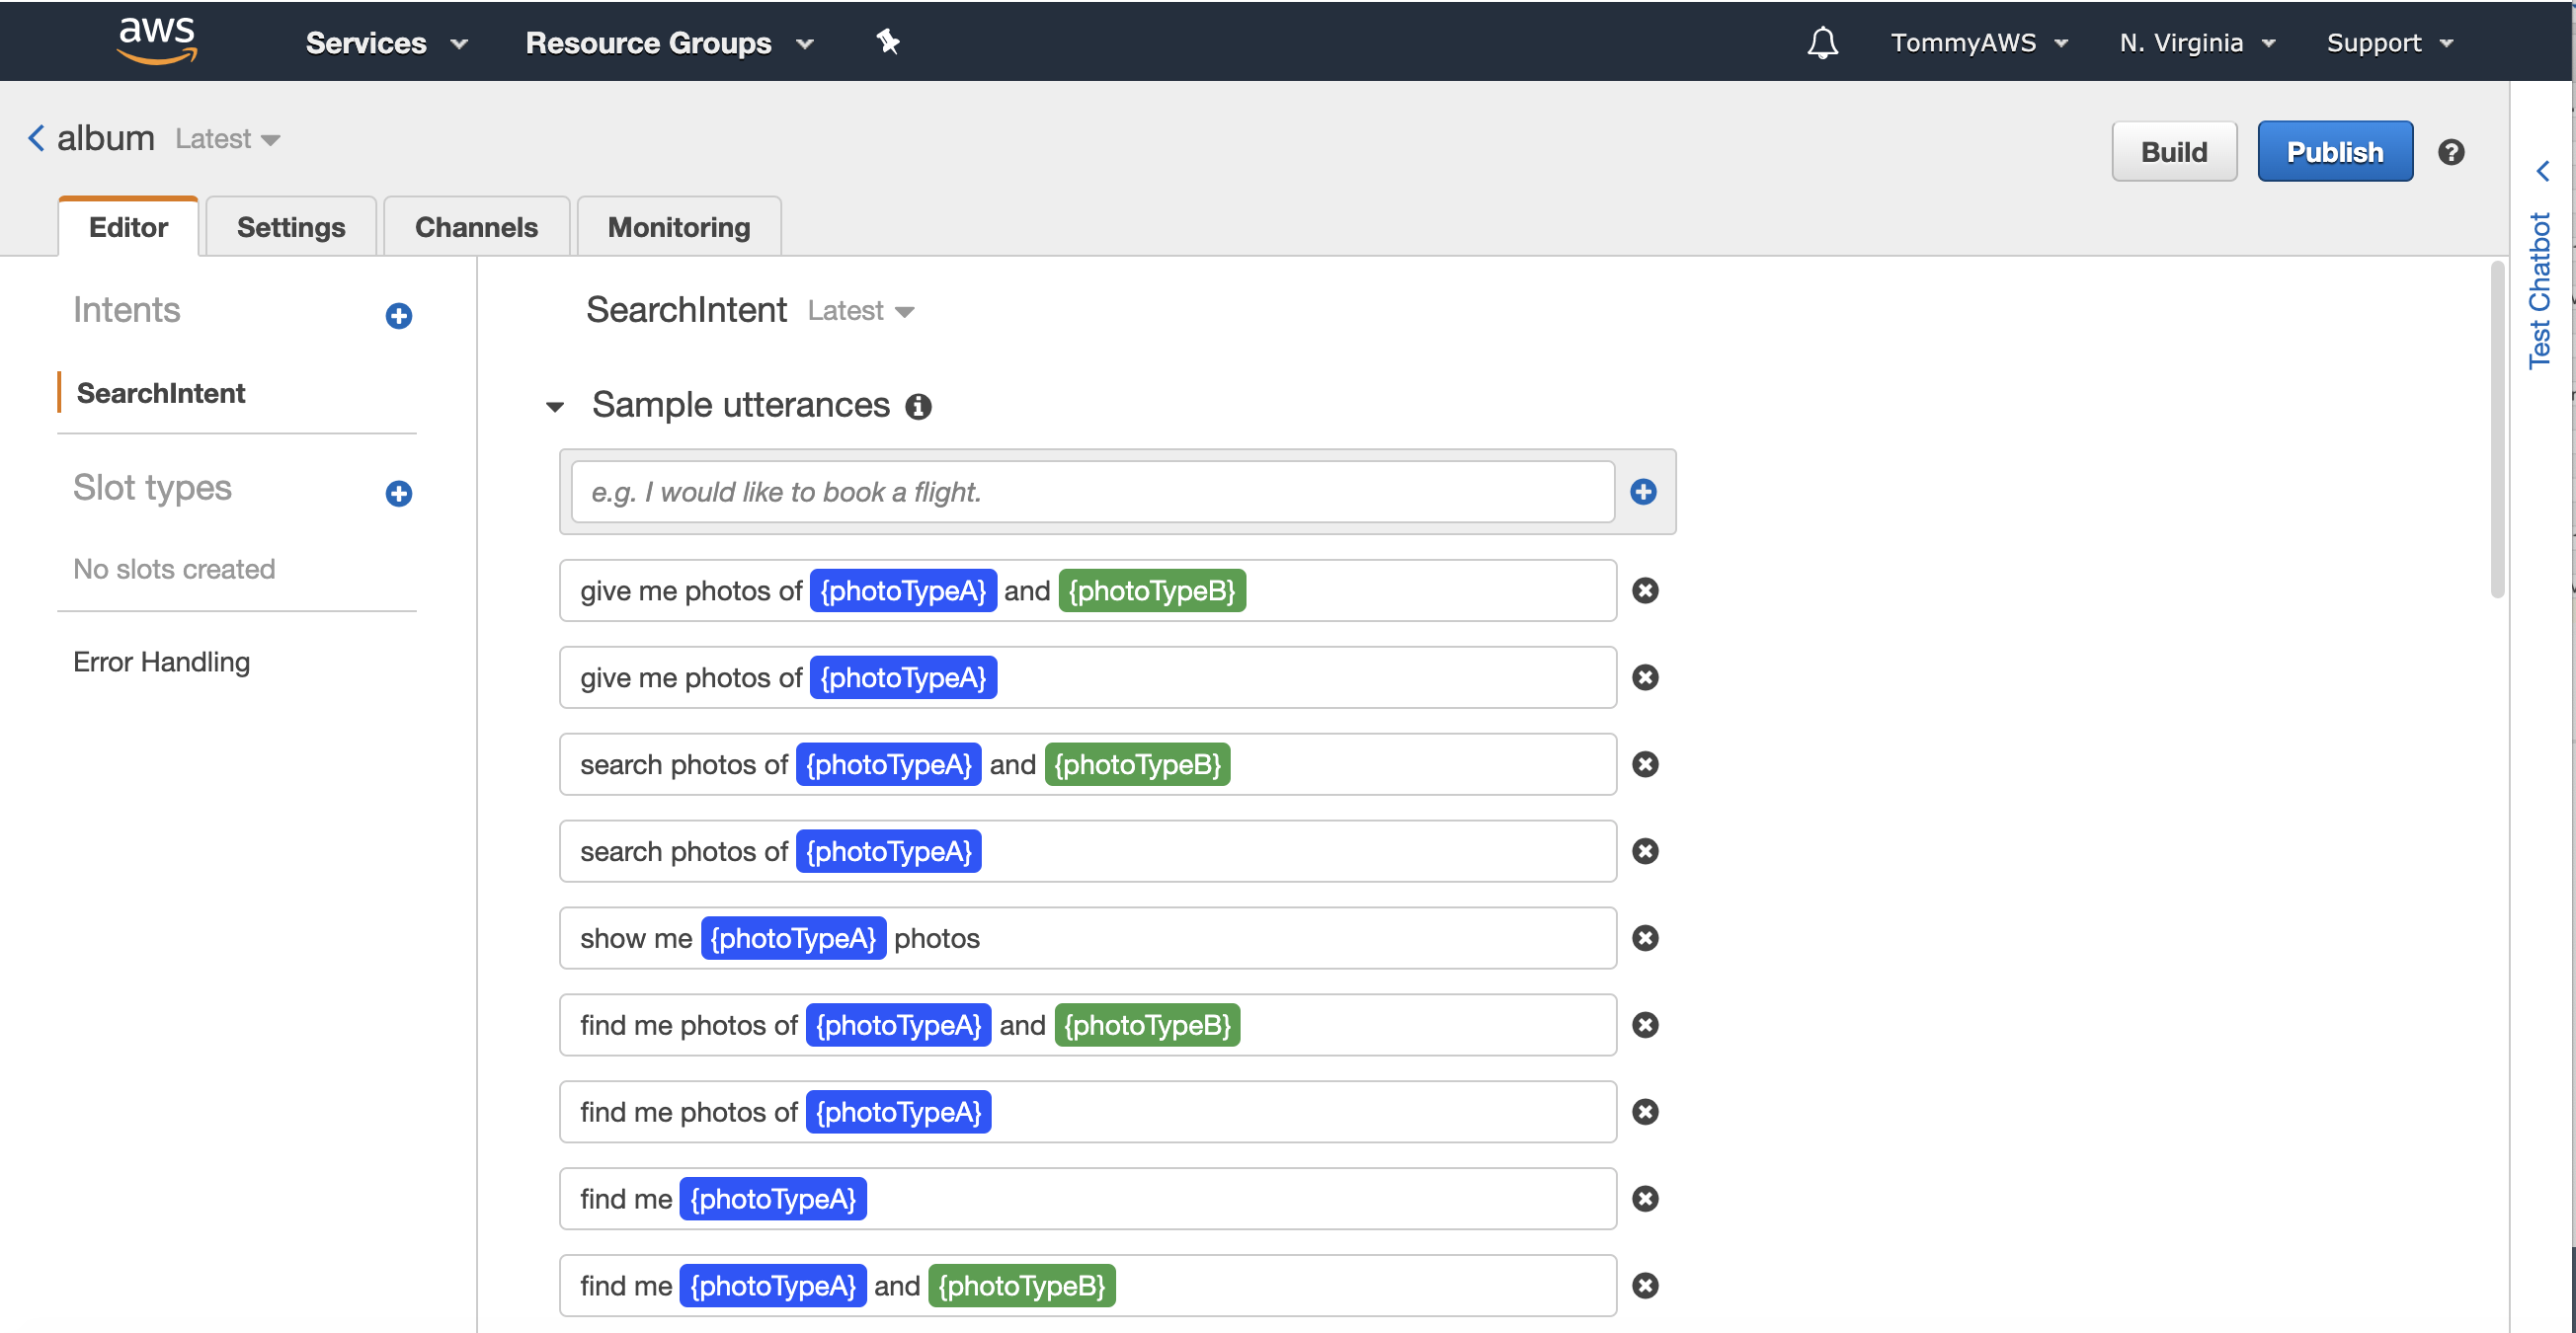 aws Services Resource Groups TommyAWS N. Virginia Support
album Latest
Build Publish
Editor Settings Channels Monitoring
Test Chatbot
Intents
SearchIntent
Slot types
No slots created
Error Handling
SearchIntent Latest
Sample utterances
e.g. I would like to book a flight.
give me photos of {photoTypeA} and {photoTypeB}
give me photos of {photoTypeA}
search photos of {photoTypeA} and {photoTypeB}
search photos of {photoTypeA}
show me {photoTypeA} photos
find me photos of {photoTypeA} and {photoTypeB}
find me photos of {photoTypeA}
find me {photoTypeA}
find me {photoTypeA} and {photoTypeB}